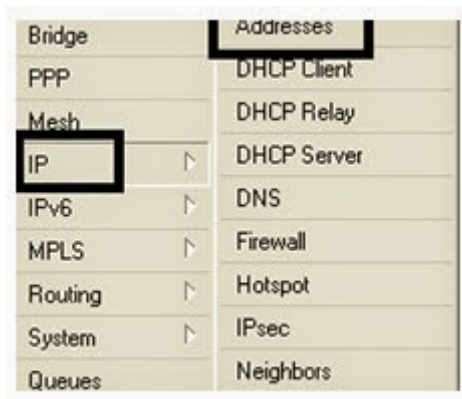 Bridge
PPP
Mesh
IP
IPv6
MPLS
Routing
System
Queues
Addresses
DHCP Client
DHCP Relay
DHCP Server
DNS
Firewall
Hotspot
IPsec
Neighbors